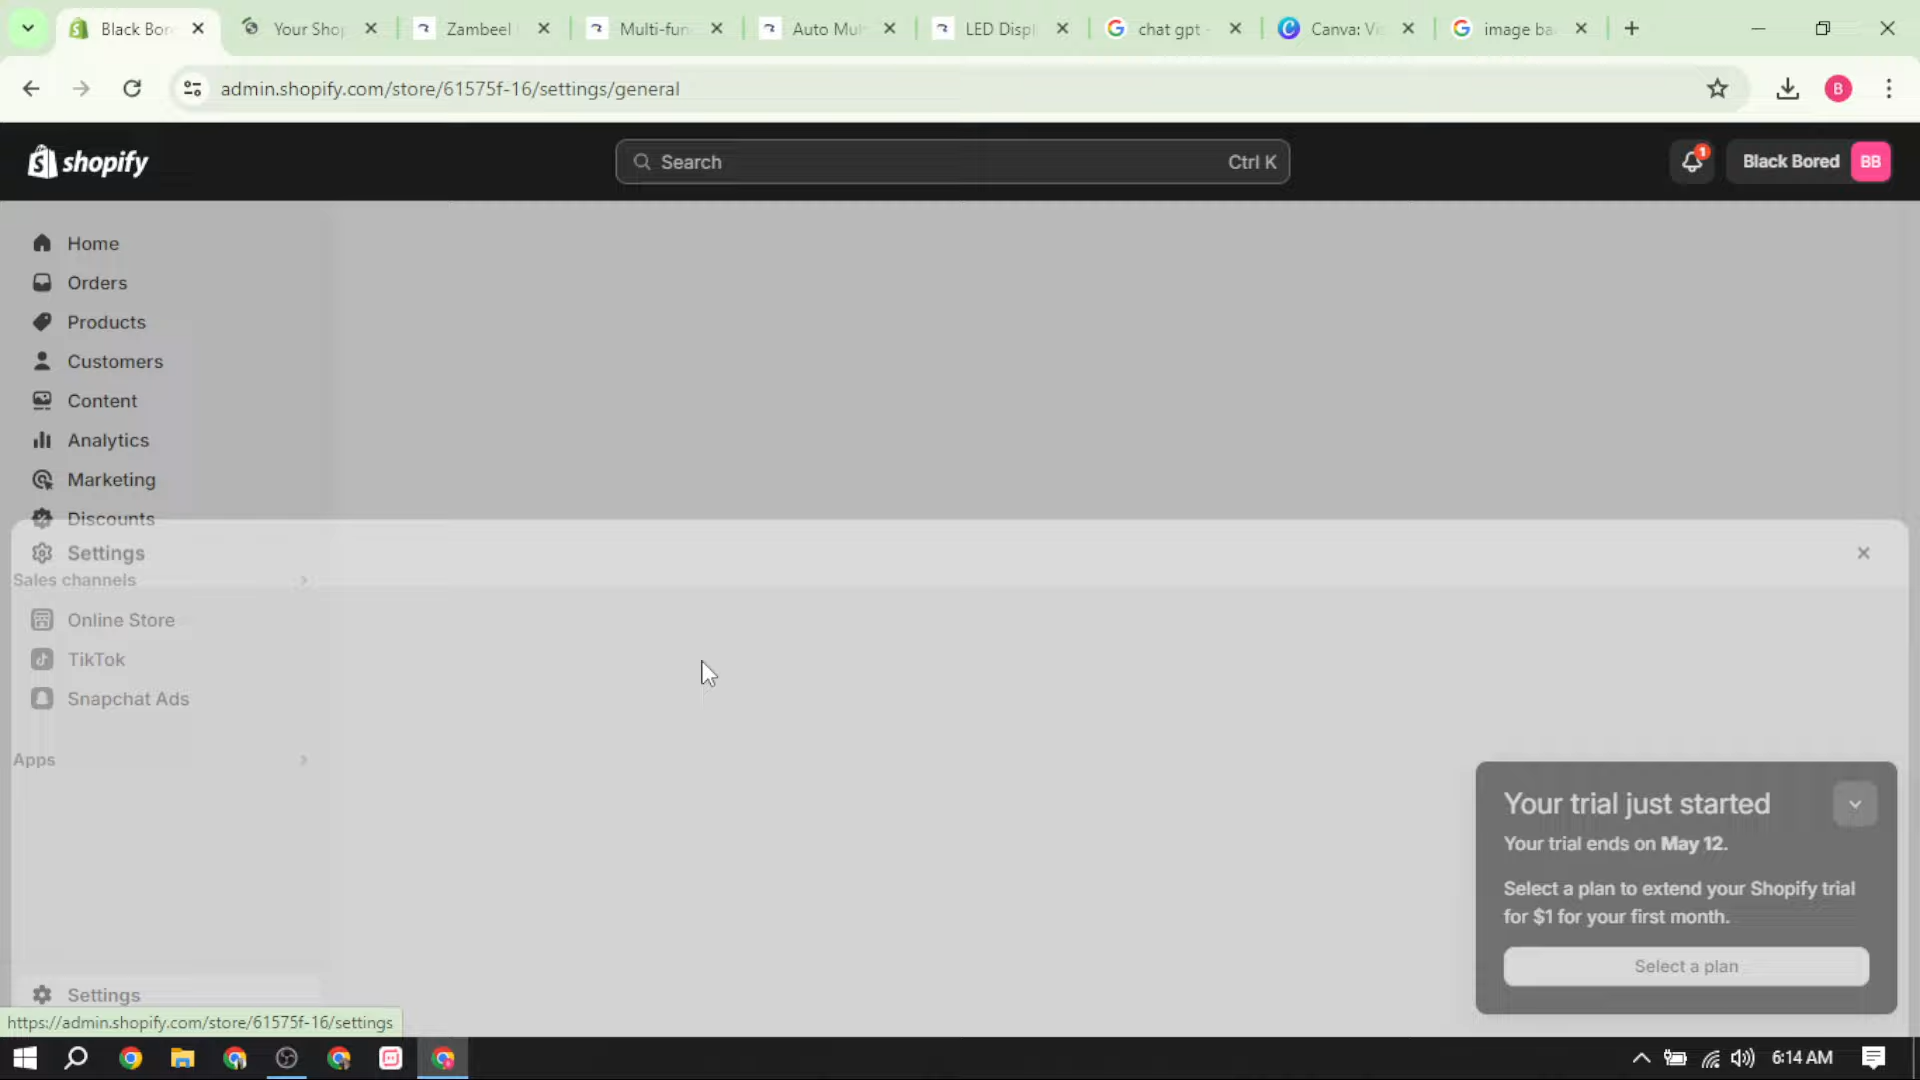 Black Bor
Your Shop
Zambeel
Multi-fun
Auto Mul
LED Displ
chat gpt -
Canva: Vi
image ba
admin.shopify.com/store/61575f-16/settings/general
shopify
Search
Ctrl K
1
Black Bored
BB
Home
Orders
Products
Customers
Content
Analytics
Marketing
Discounts
Settings
Sales channels
Online Store
TikTok
Snapchat Ads
Apps
Your trial just started
Your trial ends on May 12.
Select a plan to extend your Shopify trial
for $1 for your first month.
Select a plan
Settings
https://admin.shopify.com/store/61575f-16/settings
6:14 AM